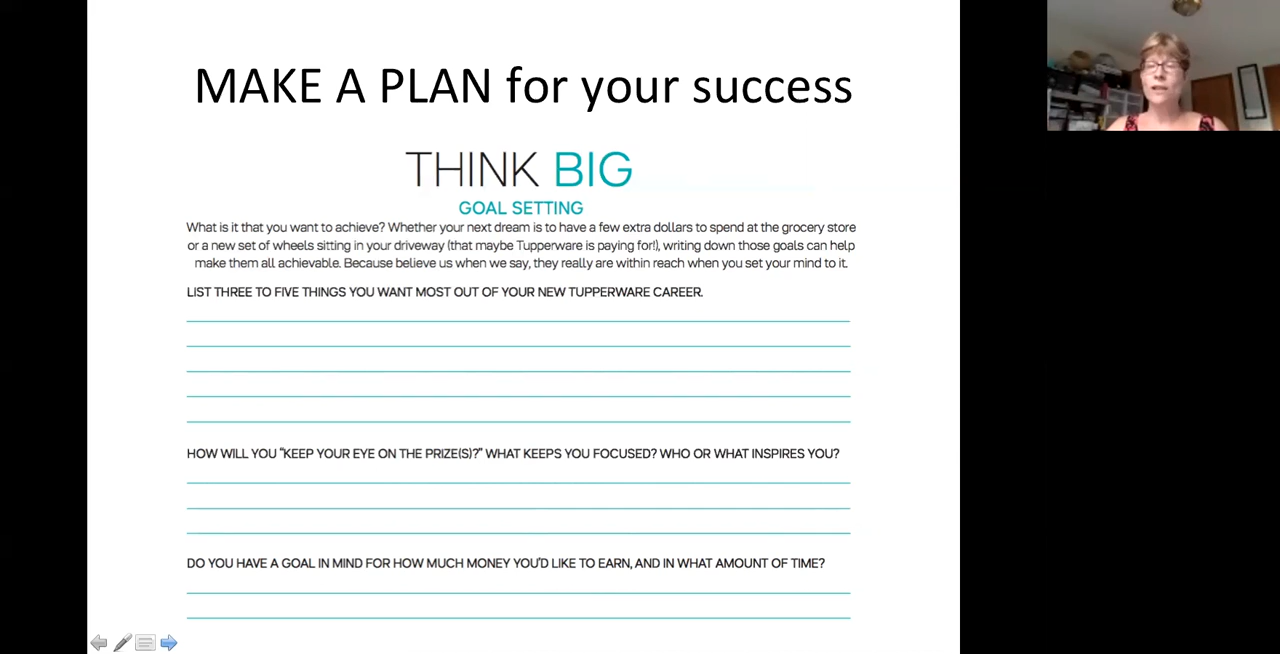 MAKE A PLAN for your success
THINK BIG
GOAL SETTING
What is it that you want to achieve? Whether your next dream is to have a few extra dollars to spend at the grocery store
or a new set of wheels sitting in your driveway (that maybe Tupperware is paying for!), writing down those goals can help
make them all achievable. Because believe us when we say, they really are within reach when you set your mind to it.
LIST THREE TO FIVE THINGS YOU WANT MOST OUT OF YOUR NEW TUPPERWARE CAREER.
HOW WILL YOU "KEEP YOUR EYE ON THE PRIZE(S)?" WHAT KEEPS YOU FOCUSED? WHO OR WHAT INSPIRES YOU?
DO YOU HAVE A GOAL IN MIND FOR HOW MUCH MONEY YOU'D LIKE TO EARN, AND IN WHAT AMOUNT OF TIME?